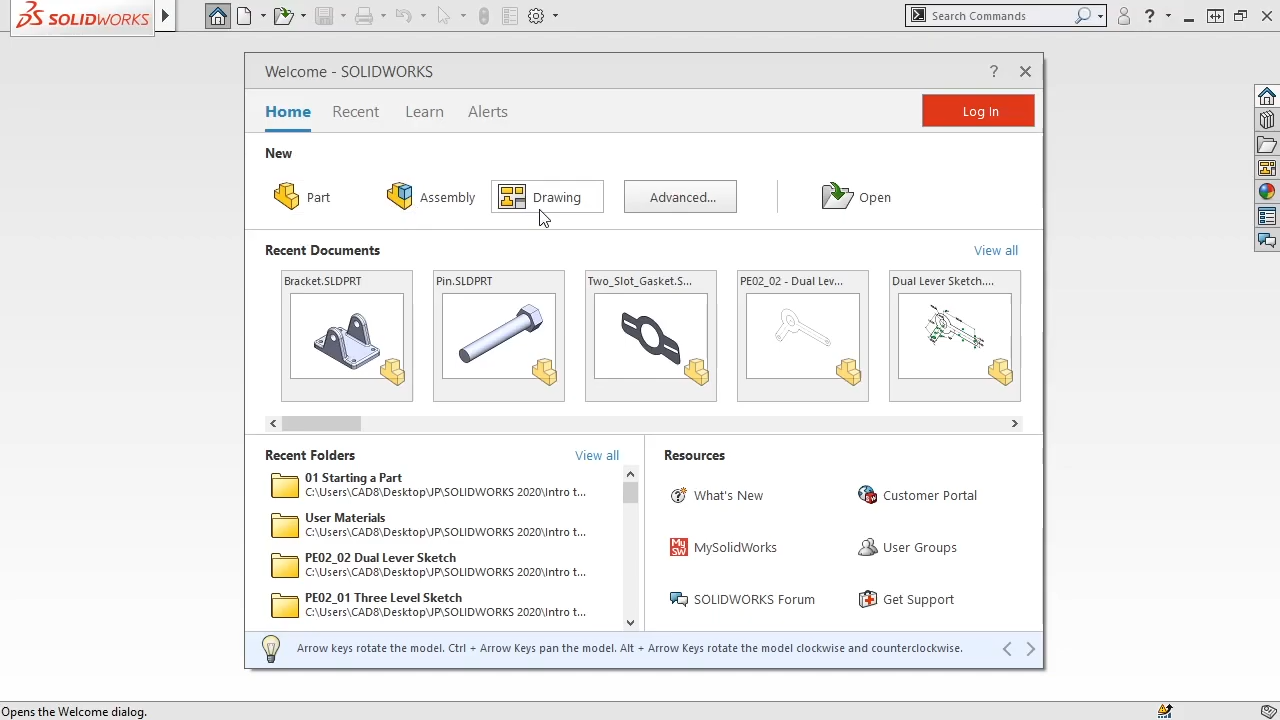 SOLIDWORKS
Search Commands
?
Welcome - SOLIDWORKS
?
Home
Recent
Learn
Alerts
Log In
New
Part
Assembly
Drawing
Advanced...
Open
Recent Documents
View all
Bracket.SLDPRT
Pin.SLDPRT
Two_Slot_Gasket.S...
PE02_02 - Dual Lev...
Dual Lever Sketch....
Recent Folders
View all
01 Starting a Part
C:\Users\CAD8\Desktop\JP\SOLIDWORKS 2020\Intro t...
User Materials
C:\Users\CAD8\Desktop\JP\SOLIDWORKS 2020\Intro t...
PE02_02 Dual Lever Sketch
C:\Users\CAD8\Desktop\JP\SOLIDWORKS 2020\Intro t...
PE02_01 Three Level Sketch
C:\Users\CAD8\Desktop\JP\SOLIDWORKS 2020\Intro t...
Resources
What's New
Customer Portal
My
SW
MySolidWorks
User Groups
SOLIDWORKS Forum
Get Support
Arrow keys rotate the model. Ctrl + Arrow Keys pan the model. Alt + Arrow Keys rotate the model clockwise and counterclockwise.
Opens the Welcome dialog.